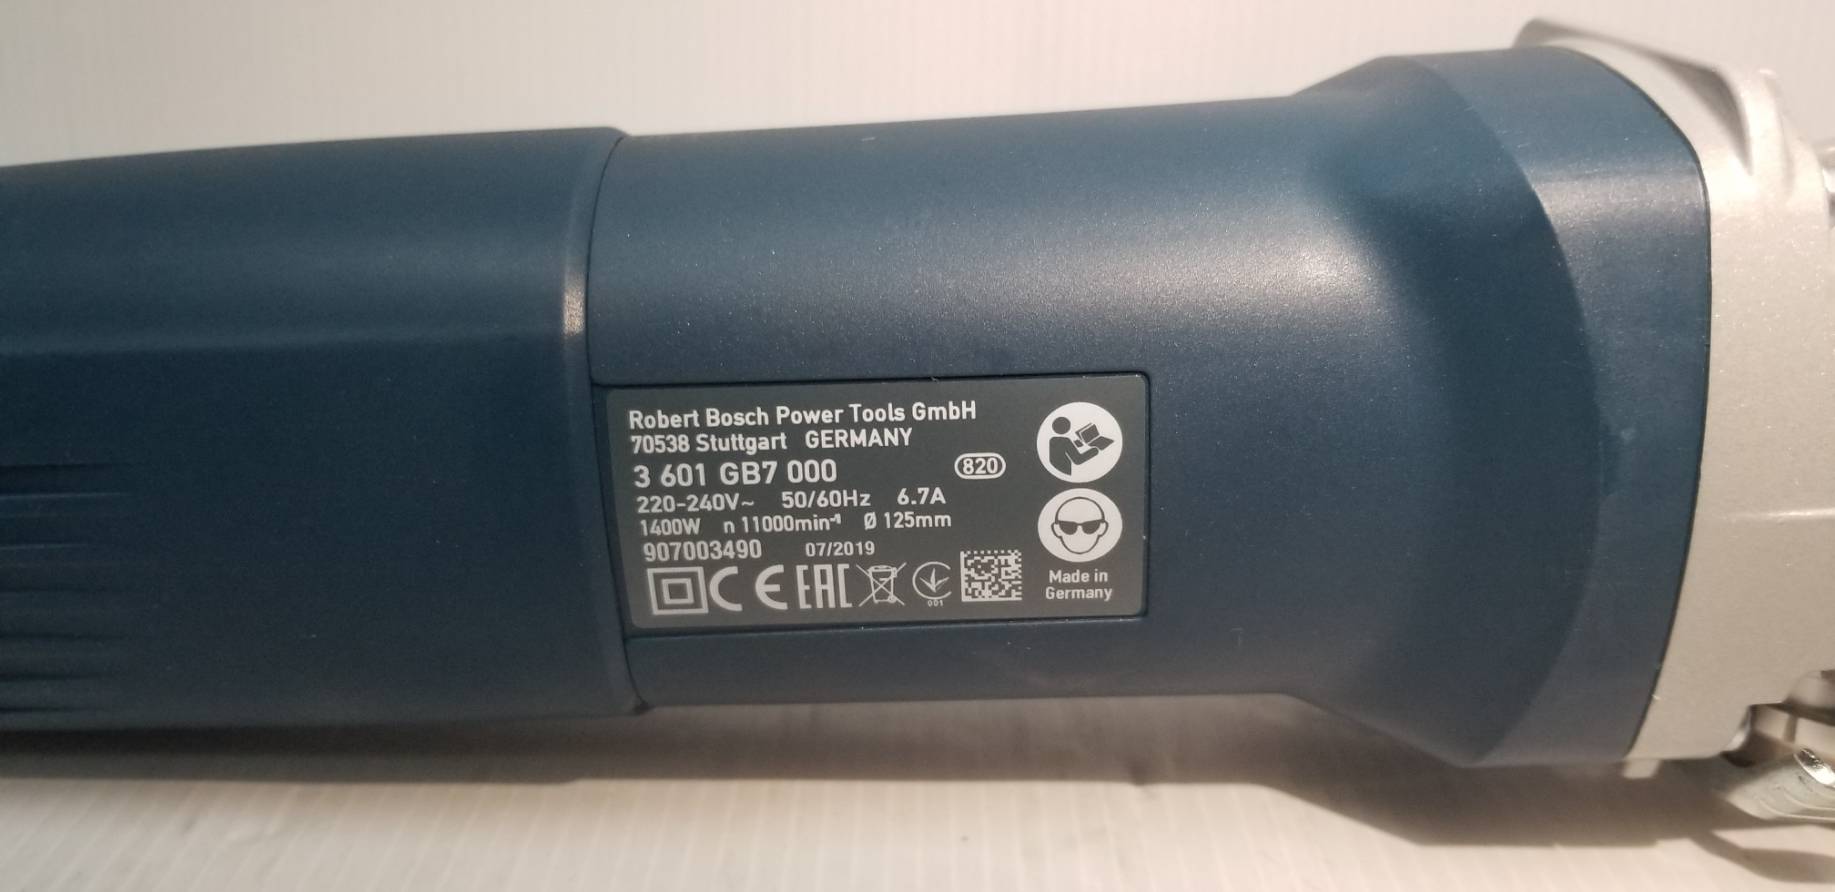 Robert Bosch Power Tools GmbH
70538 Stuttgart GERMANY
3 601 GB7 000 820
220-240V~ 50/60Hz 6.7A
1400W n 11000min⁻¹ Ø 125mm
907003490 07/2019
CE EAC 001
Made in
Germany